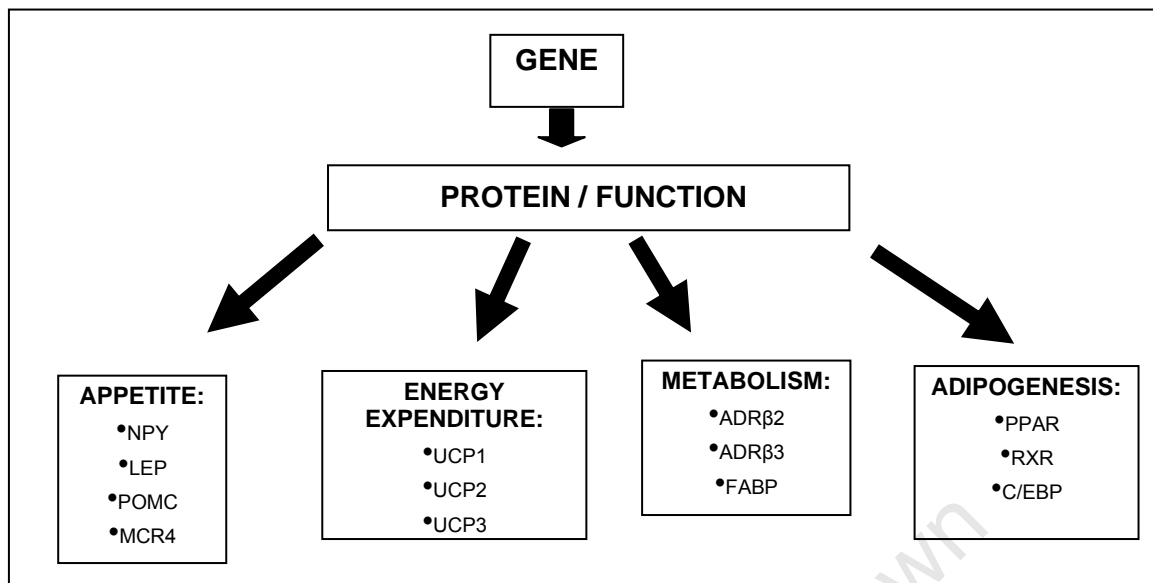 GENE
PROTEIN / FUNCTION
APPETITE:
•NPY
•LEP
•POMC
•MCR4
ENERGY
EXPENDITURE:
•UCP1
•UCP2
•UCP3
METABOLISM:
•ADRβ2
•ADRβ3
•FABP
ADIPOGENESIS:
•PPAR
•RXR
•C/EBP
wn